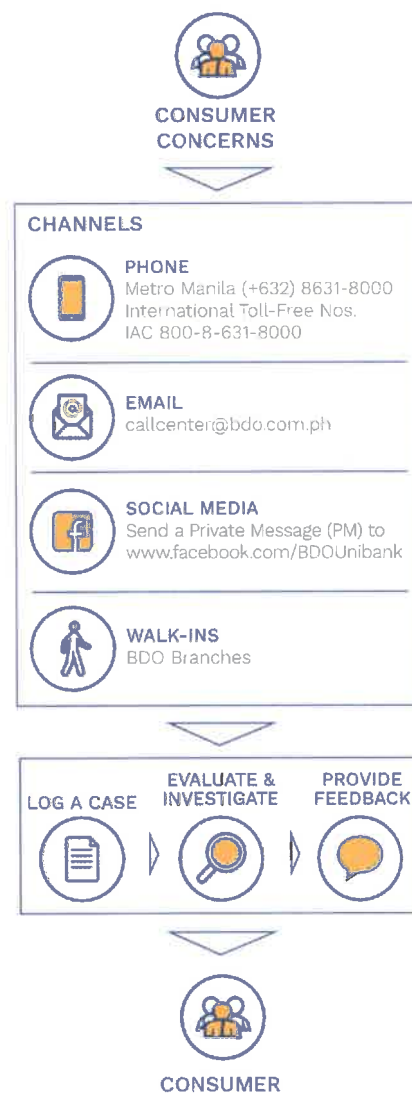 CONSUMER
CONCERNS
CHANNELS
PHONE
Metro Manila (+632) 8631-8000
International Toll-Free Nos.
IAC 800-8-631-8000
EMAIL
callcenter@bdo.com.ph
SOCIAL MEDIA
Send a Private Message (PM) to
www.facebook.com/BDOUnibank
WALK-INS
BDO Branches
LOG A CASE
EVALUATE &
INVESTIGATE
PROVIDE
FEEDBACK
CONSUMER